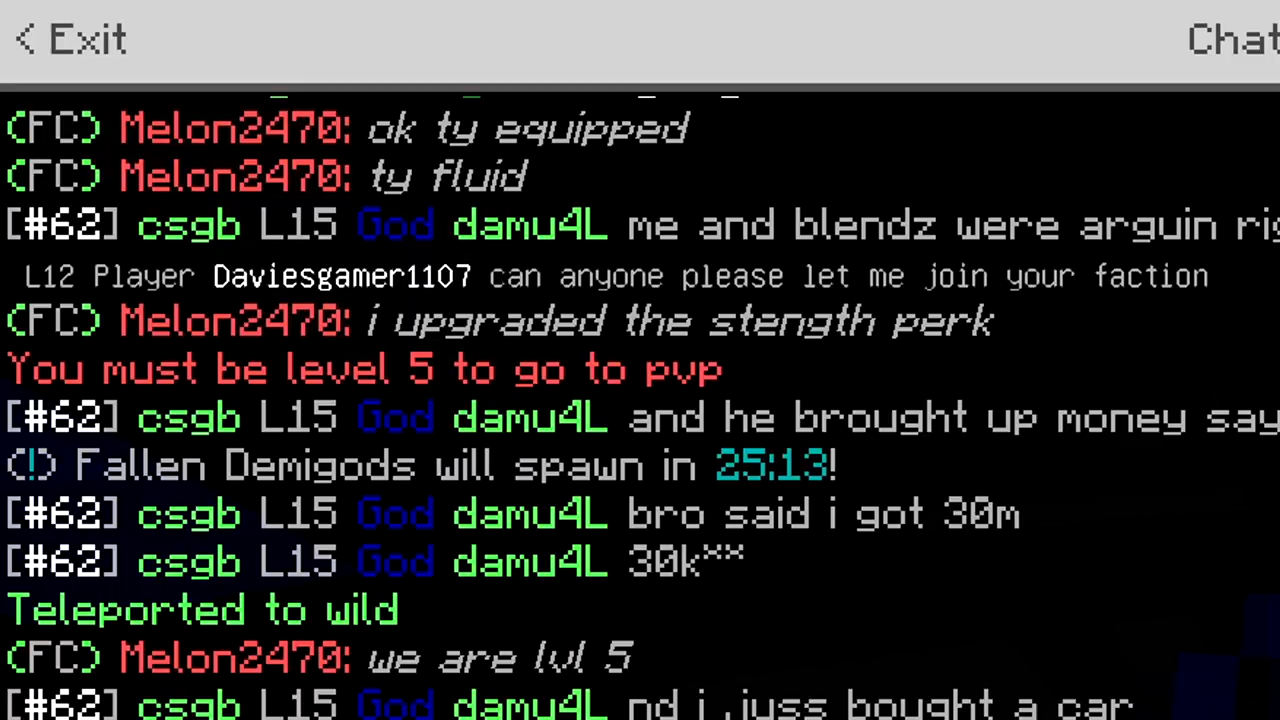 < Exit
Chat
(FC) Melon2470: ok ty equipped
(FC) Melon2470: ty fluid
[#62] csgb L15 God damu4L me and blendz were arguin
L12 Player Daviesgamer1107 can anyone please let me join your faction
(FC) Melon2470: i upgraded the stength perk
You must be level 5 to go to pvp
[#62] csgb L15 God damu4L and he brought up money say
(!) Fallen Demigods will spawn in 25:13!
[#62] csgb L15 God damu4L bro said i got 30m
[#62] csgb L15 God damu4L 30k**
Teleported to wild
(FC) Melon2470: we are lvl 5
[#62] csgb L15 God damu4L nd i juss bought a car